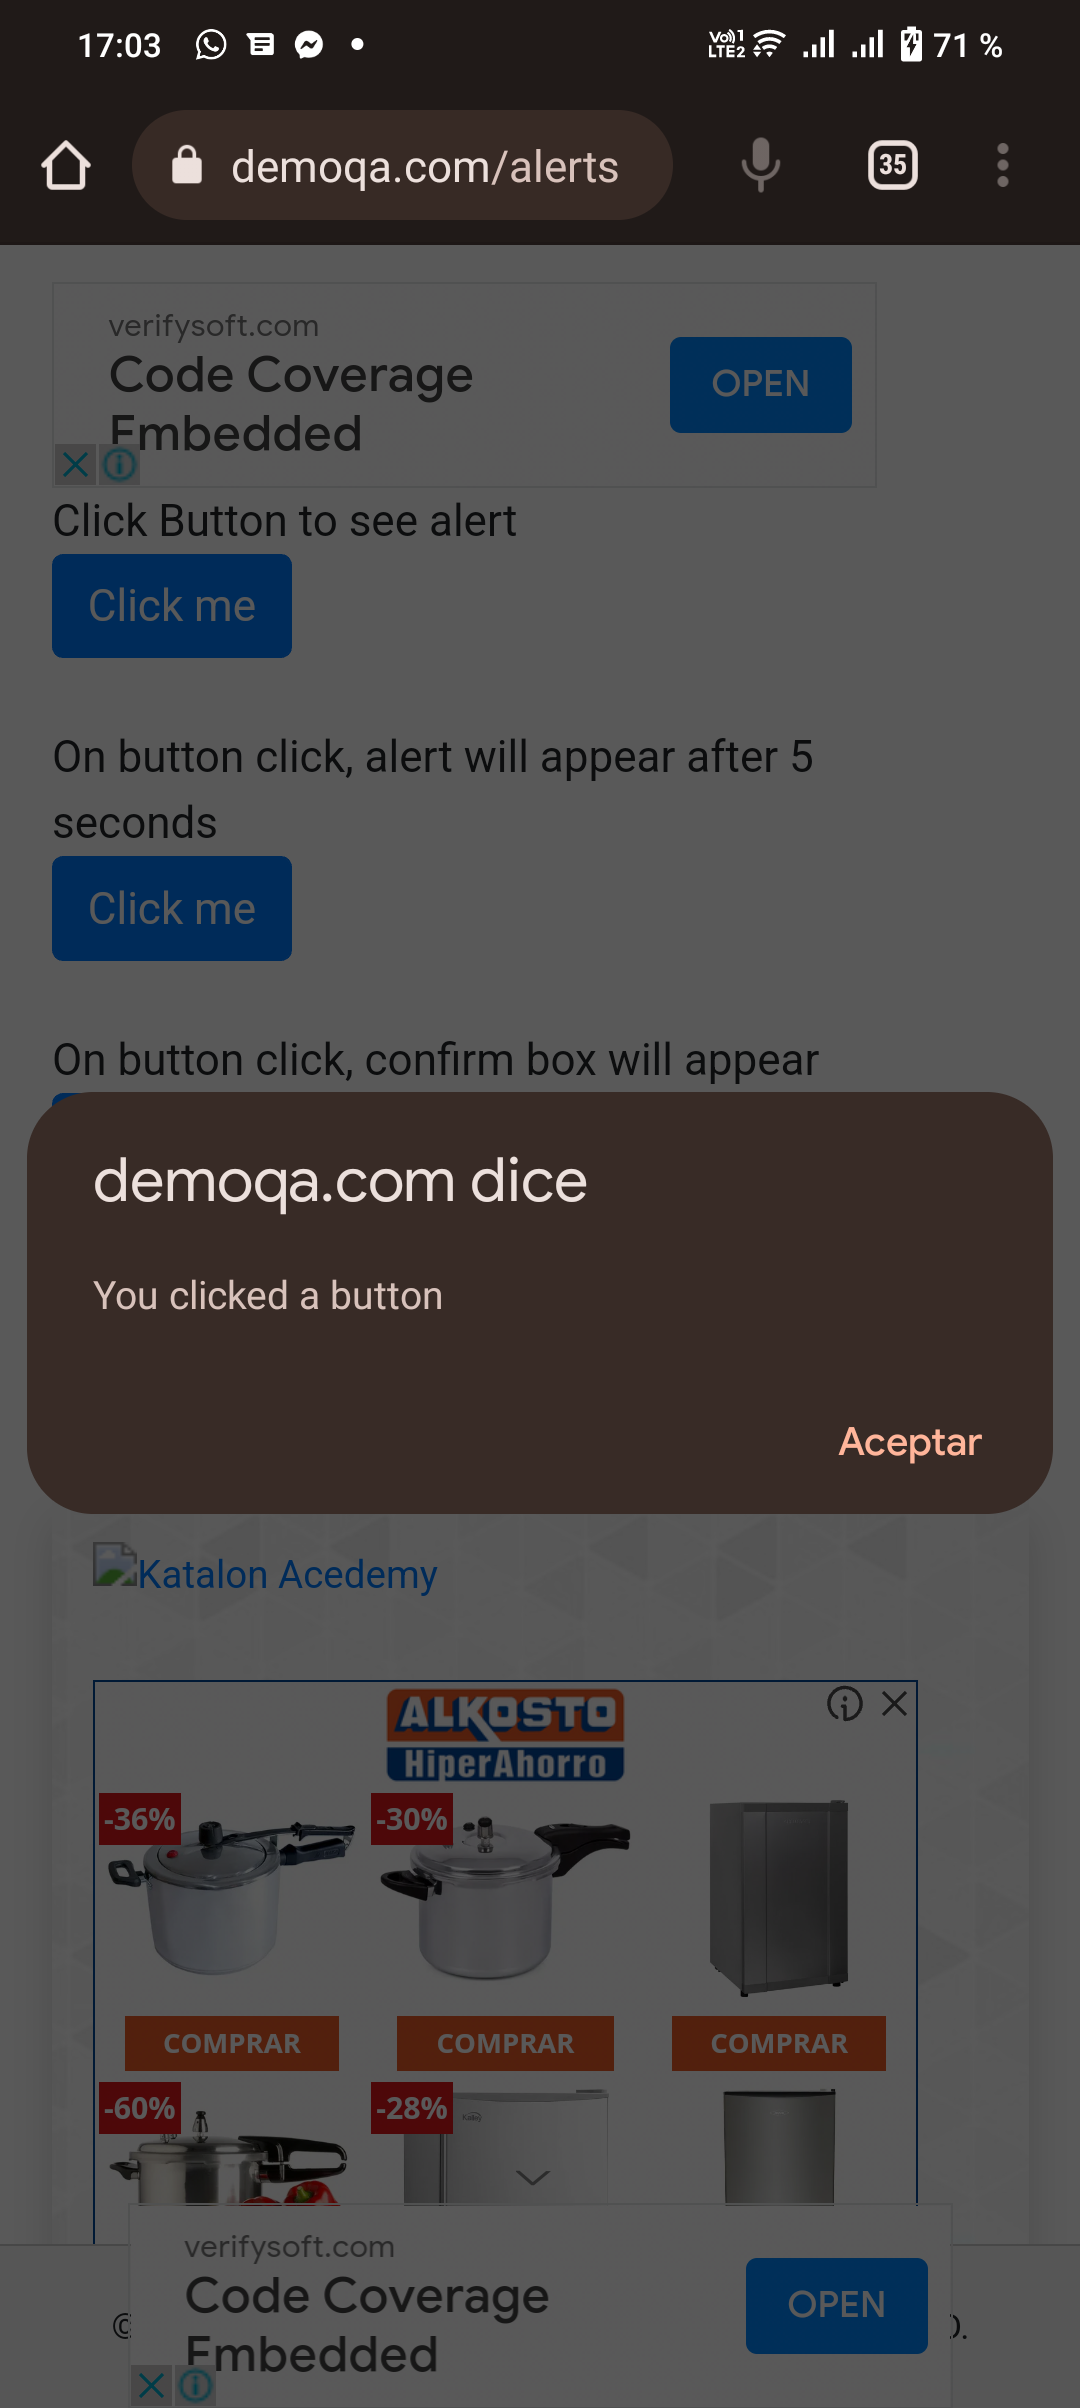 17:03
Vo))1 LTE2
71 %
demoqa.com/alerts
35
verifysoft.com
Code Coverage
Embedded
OPEN
Click Button to see alert
Click me
On button click, alert will appear after 5
seconds
Click me
On button click, confirm box will appear
demoqa.com dice
You clicked a button
Aceptar
Katalon Acedemy
ALKOSTO
HiperAhorro
-36%
-30%
COMPRAR
COMPRAR
COMPRAR
-60%
-28%
verifysoft.com
Code Coverage
Embedded
OPEN
©